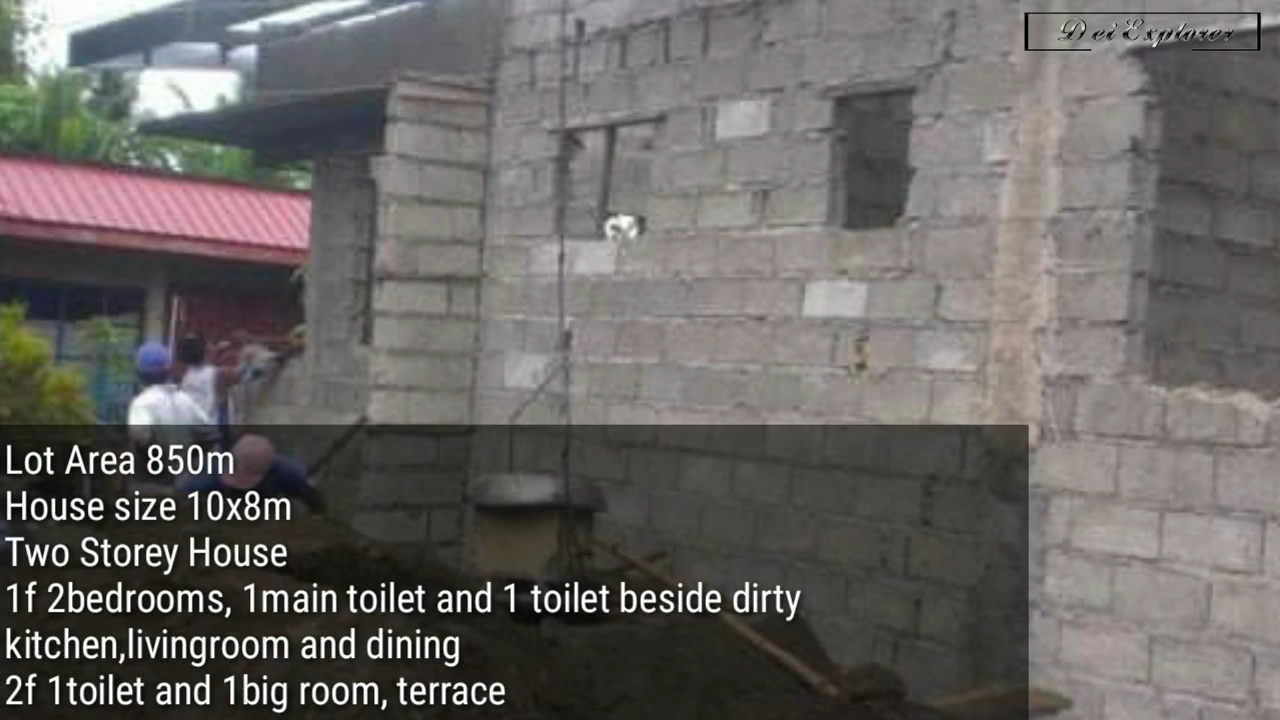 Dei Explorer
Lot Area 850m
House size 10x8m
Two Storey House
1f 2bedrooms, 1main toilet and 1 toilet beside dirty
kitchen,livingroom and dining
2f 1toilet and 1big room, terrace